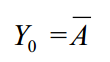 Y₀ = A̅